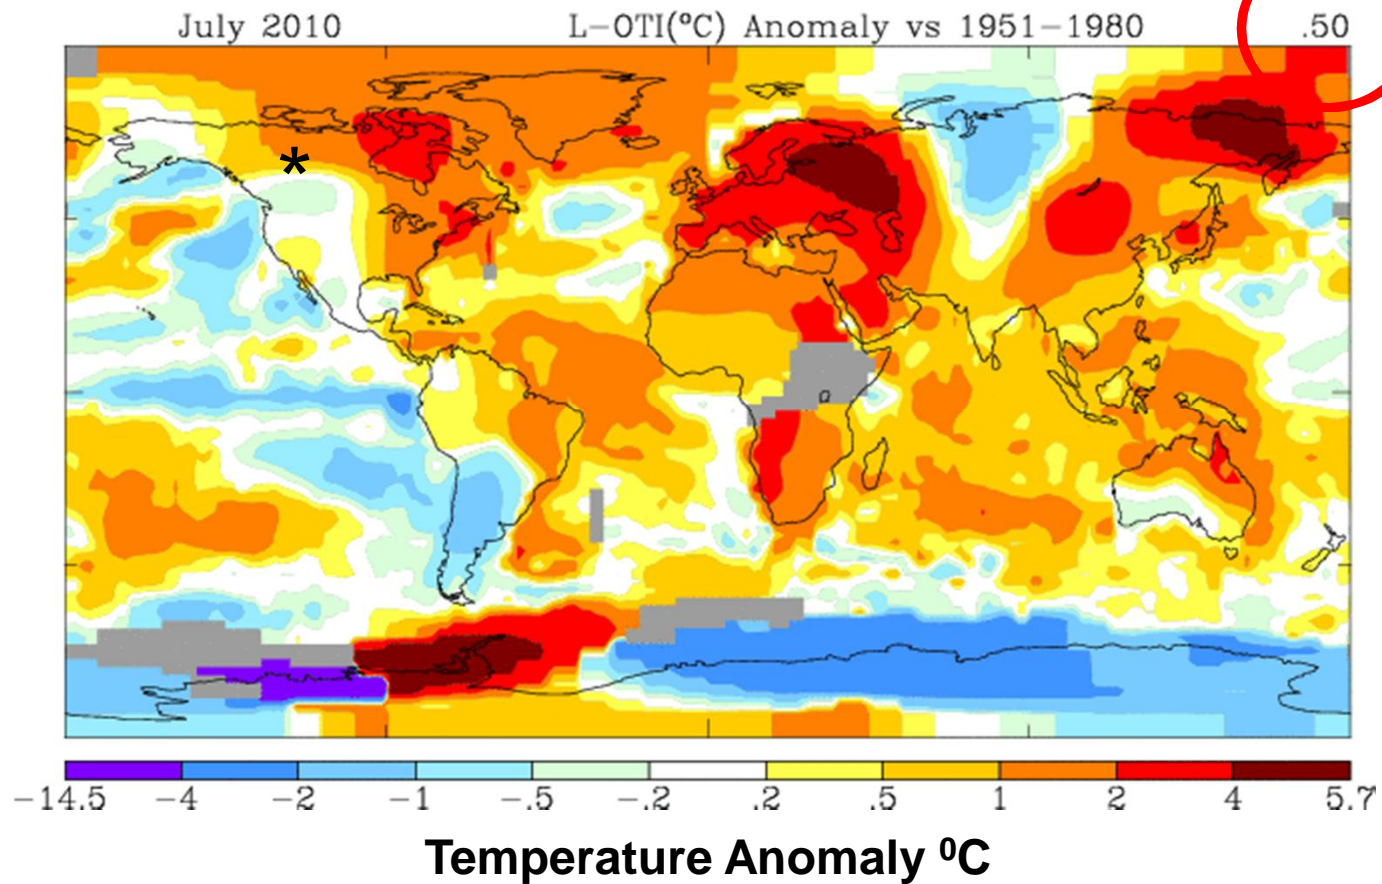 July 2010 L-OTI(°C) Anomaly vs 1951-1980 .50
*
-14.5 -4 -2 -1 -.5 -.2 .2 .5 1 2 4 5.7
Temperature Anomaly ⁰C